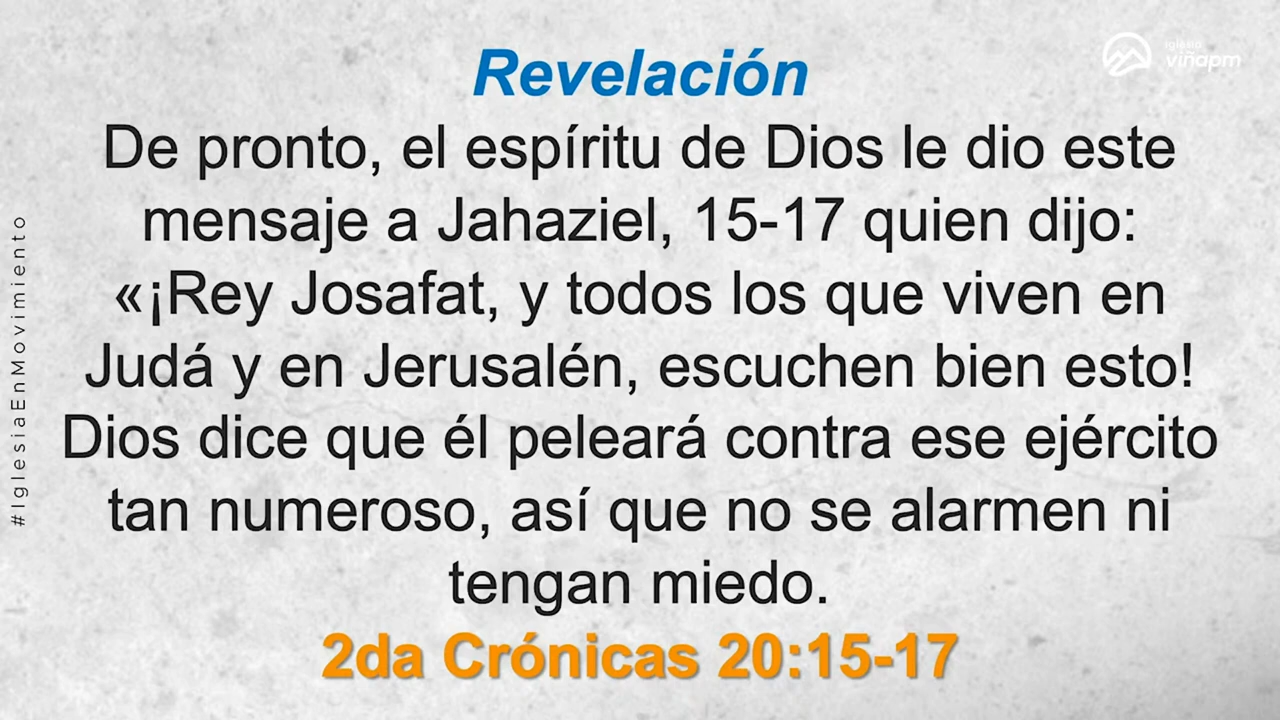 Revelación
De pronto, el espíritu de Dios le dio este
mensaje a Jahaziel, 15-17 quien dijo:
«¡Rey Josafat, y todos los que viven en
Judá y en Jerusalén, escuchen bien esto!
Dios dice que él peleará contra ese ejército
tan numeroso, así que no se alarmen ni
tengan miedo.
2da Crónicas 20:15-17
iglesia
viñapm
#IglesiaEnMovimiento